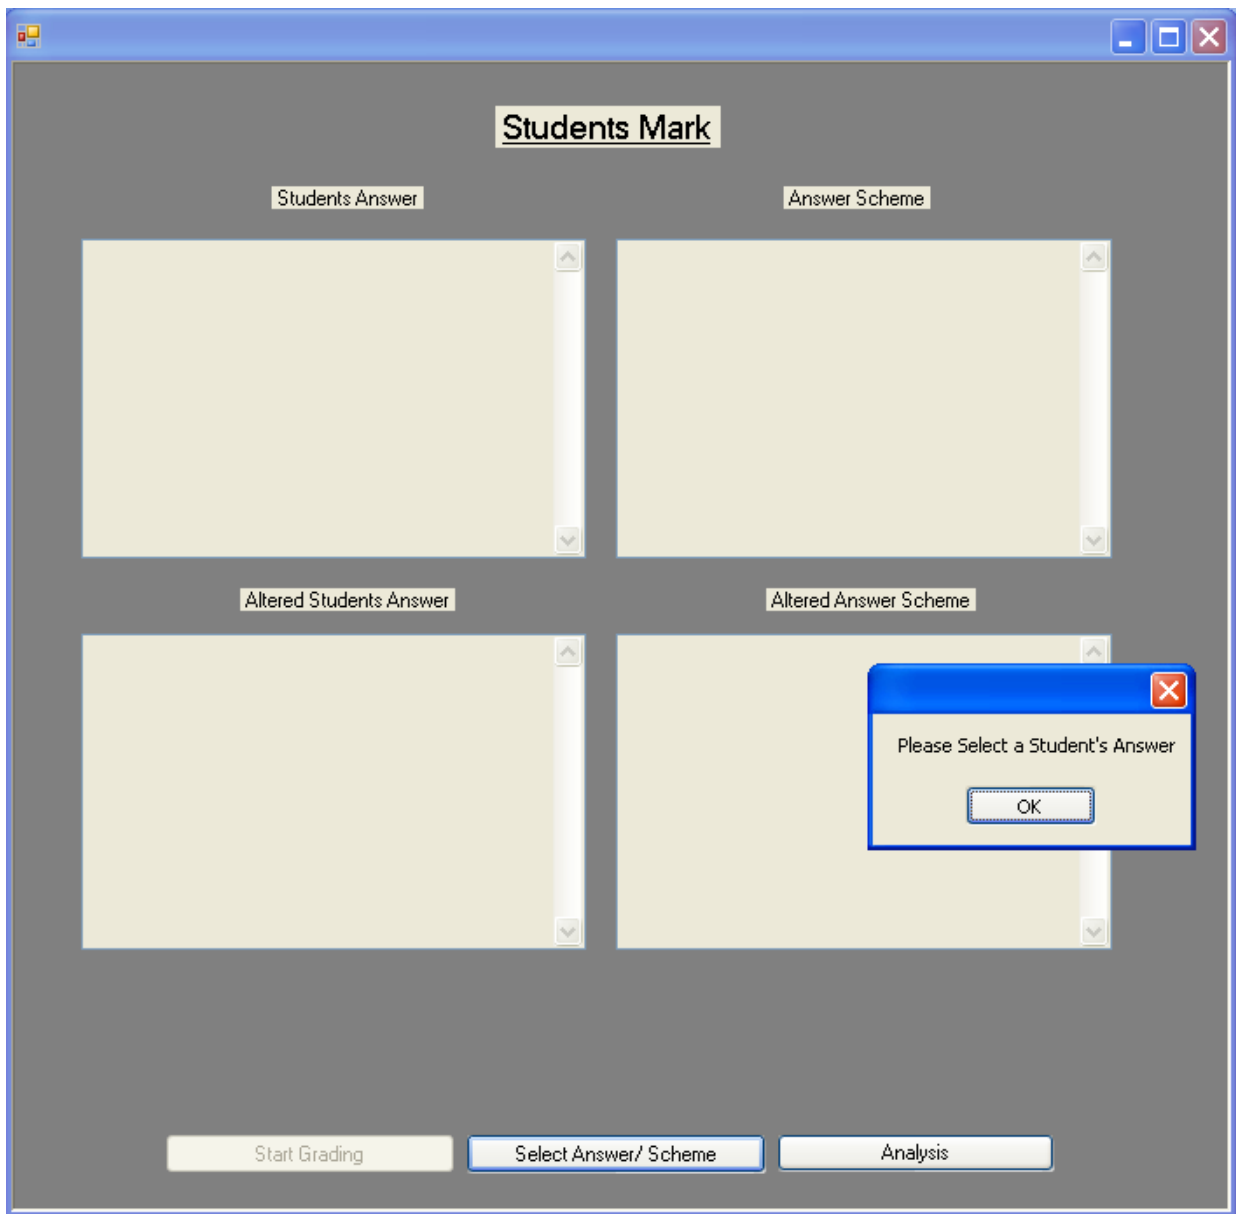 Students Mark
Students Answer
Answer Scheme
Altered Students Answer
Altered Answer Scheme
Please Select a Student's Answer
OK
Start Grading
Select Answer/ Scheme
Analysis